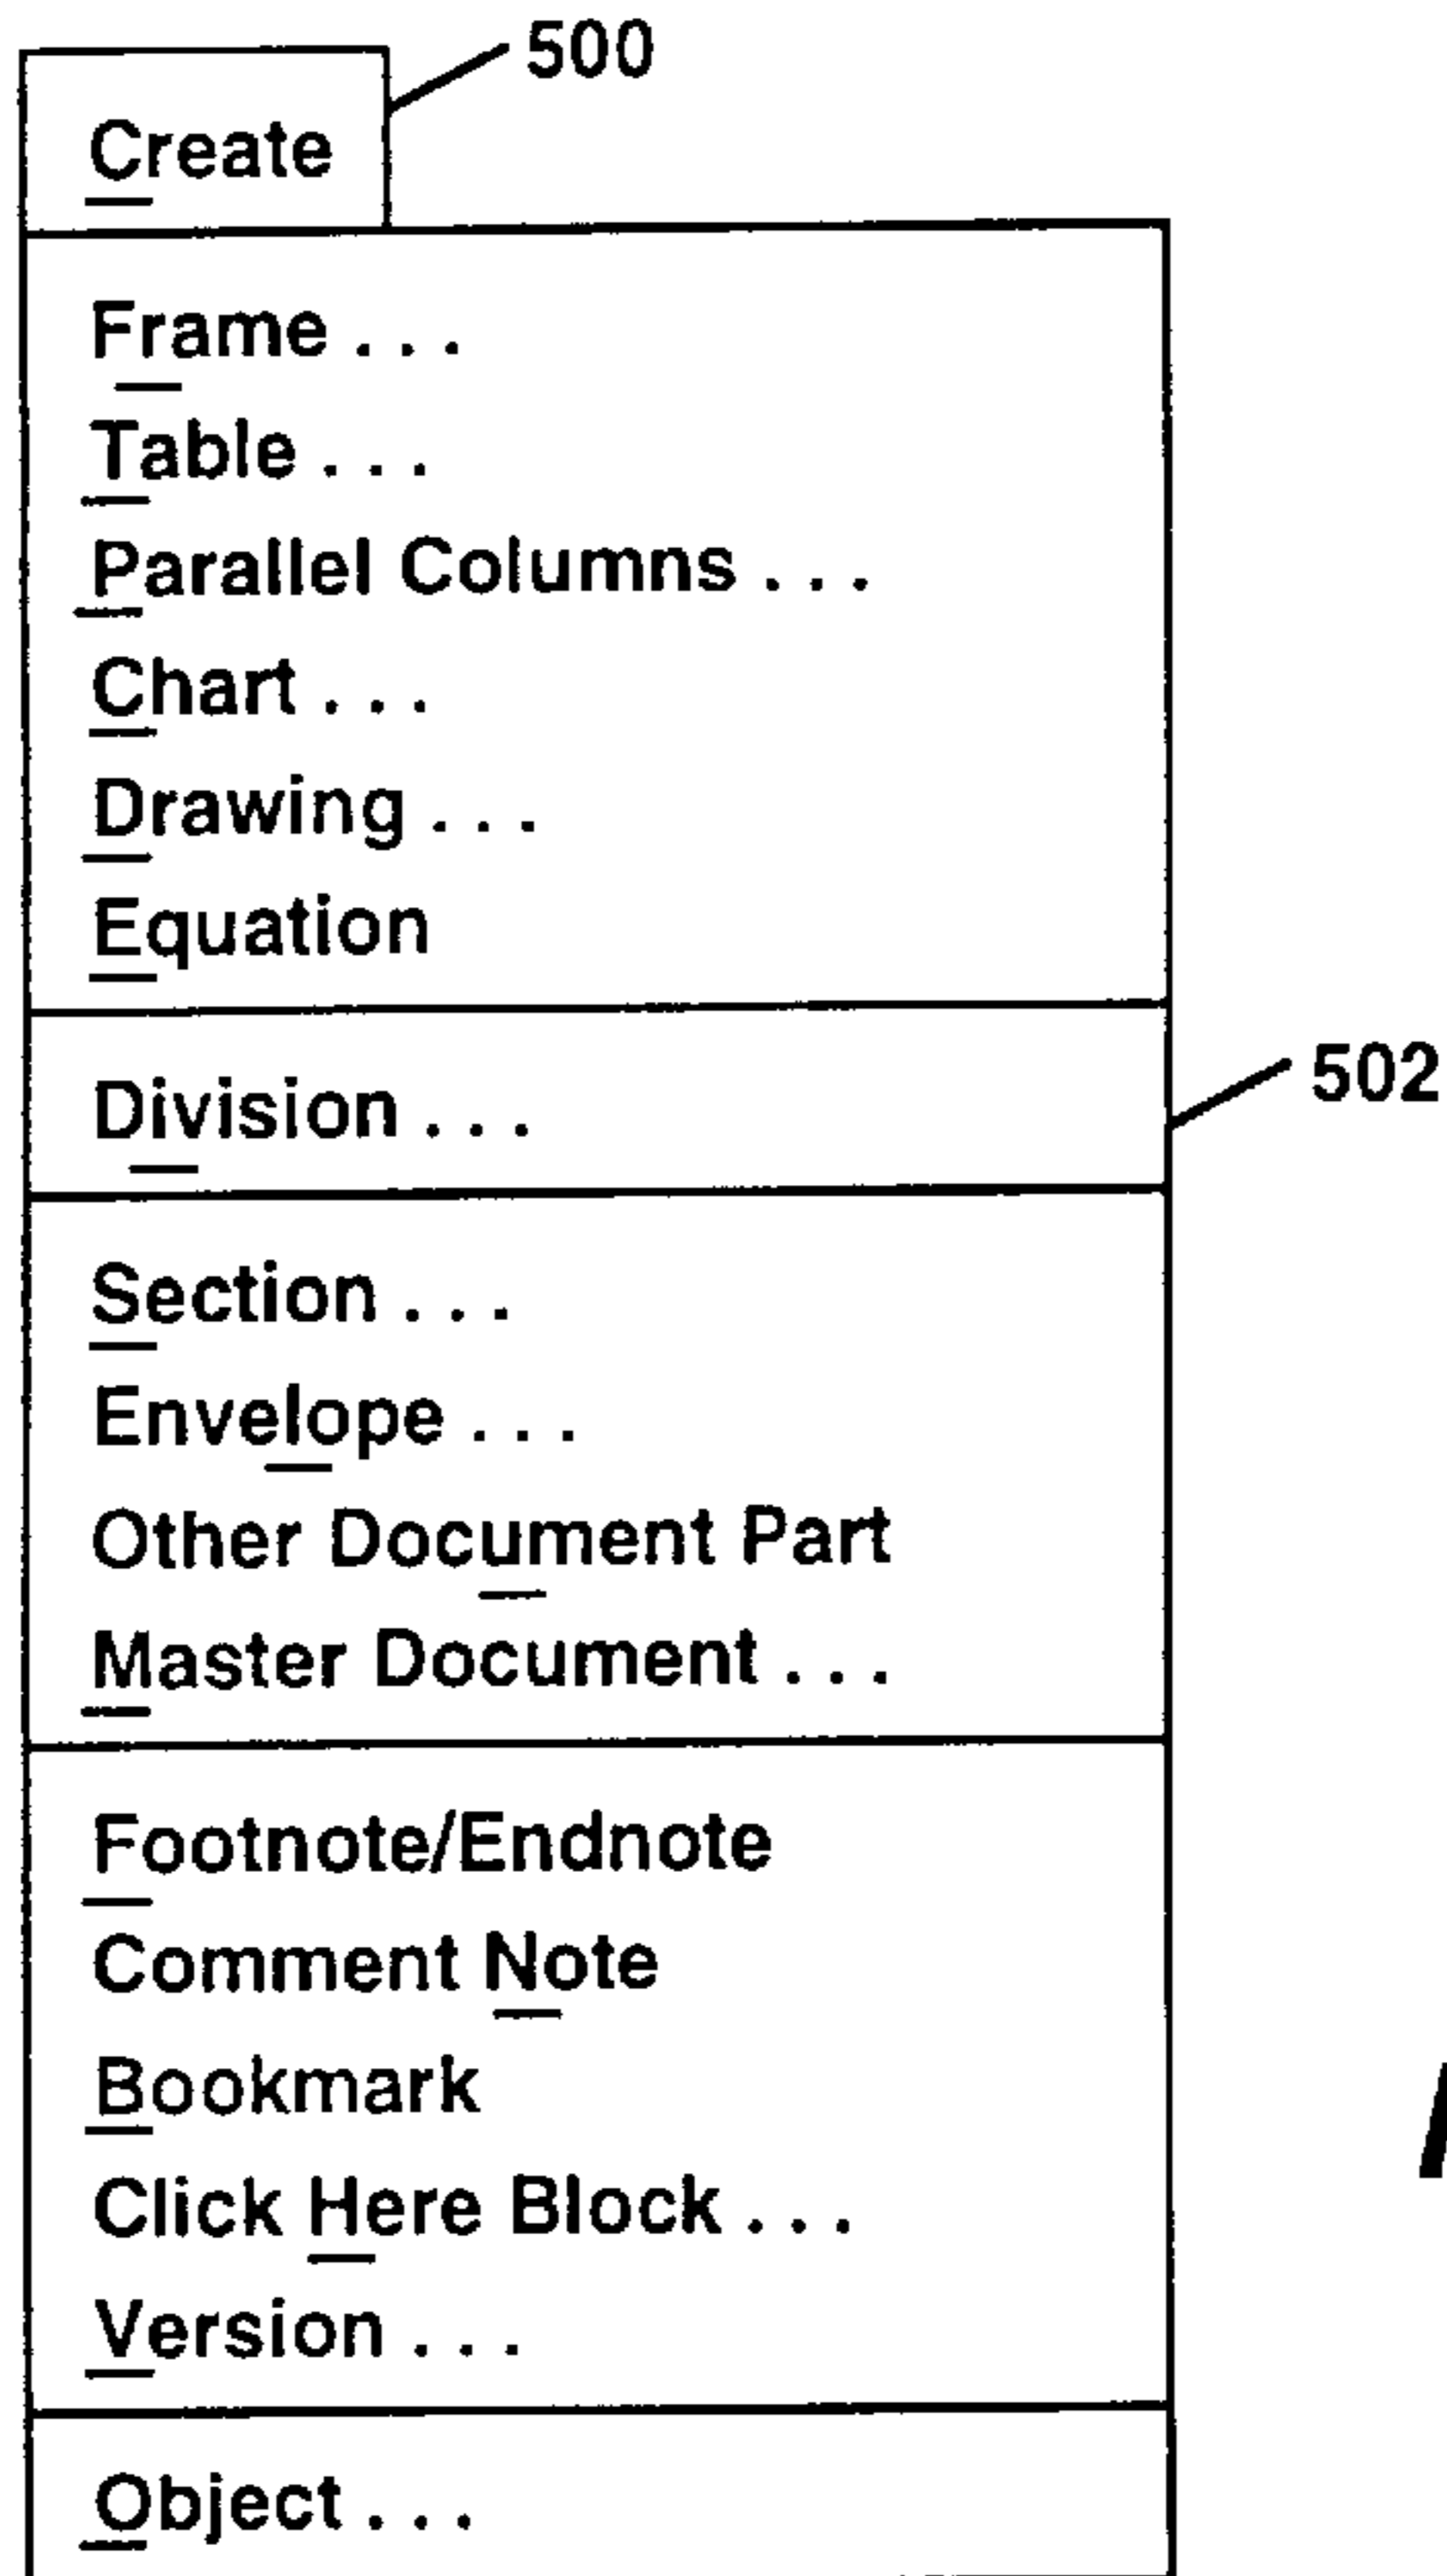 500
Create
Frame . . .
Table . . .
Parallel Columns . . .
Chart . . .
Drawing . . .
Equation
Division . . .
502
Section . . .
Envelope . . .
Other Document Part
Master Document . . .
Footnote/Endnote
Comment Note
Bookmark
Click Here Block . . .
Version . . .
Object . . .